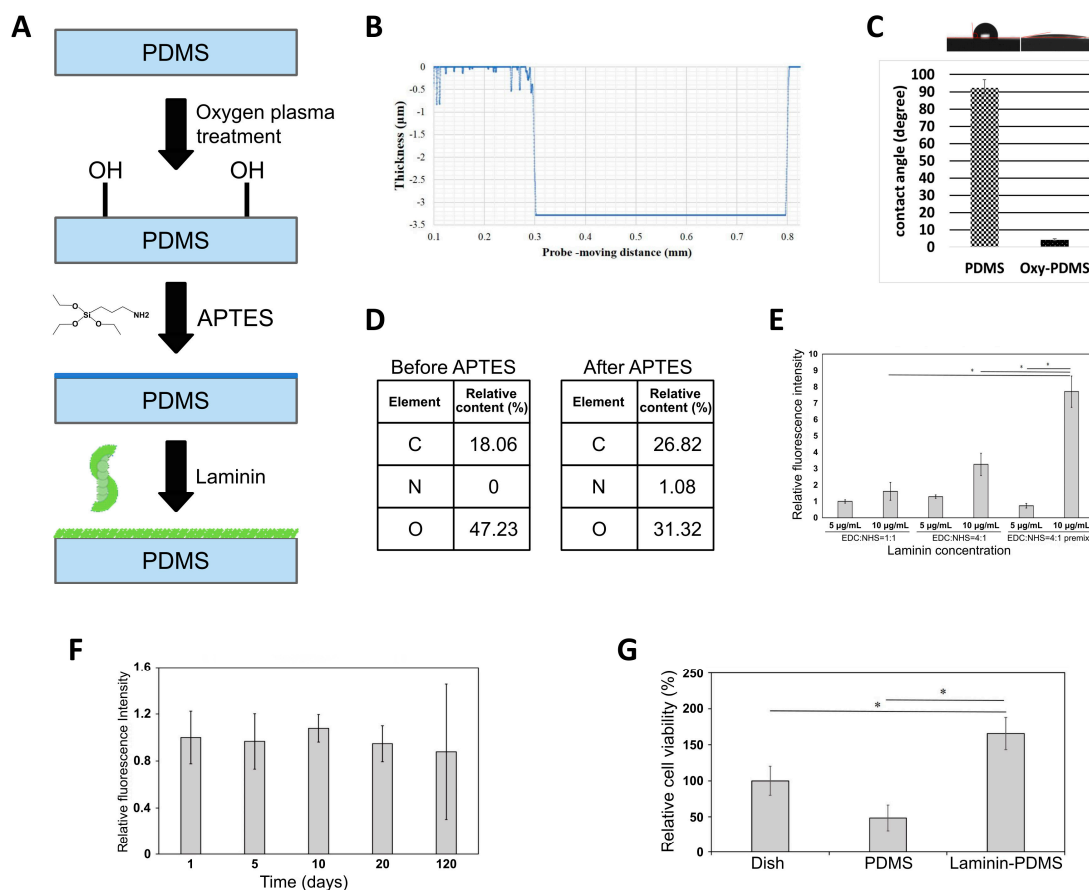 A
PDMS
Oxygen plasma
treatment
OH OH
PDMS
O
O Si NH2
O
APTES
PDMS
Laminin
PDMS
B
Thickness (µm)
0
-0.5
-1
-1.5
-2
-2.5
-3
-3.5
0.1 0.2 0.3 0.4 0.5 0.6 0.7 0.8
Probe -moving distance (mm)
C
contact angle (degree)
100
90
80
70
60
50
40
30
20
10
0
PDMS Oxy-PDMS
D
Before APTES
Element Relative
content (%)
C 18.06
N 0
O 47.23
After APTES
Element Relative
content (%)
C 26.82
N 1.08
O 31.32
E
Relative fluorescence intensity
10
9
8
7
6
5
4
3
2
1
0
* * *
5 µg/mL 10 µg/mL 5 µg/mL 10 µg/mL 5 µg/mL 10 µg/mL
EDC:NHS=1:1 EDC:NHS=4:1 EDC:NHS=4:1 premix
Laminin concentration
F
Relative fluorescence Intensity
1.6
1.2
0.8
0.4
0
1 5 10 20 120
Time (days)
G
Relative cell viability (%)
250
200
150
100
50
0
* *
Dish PDMS Laminin-PDMS